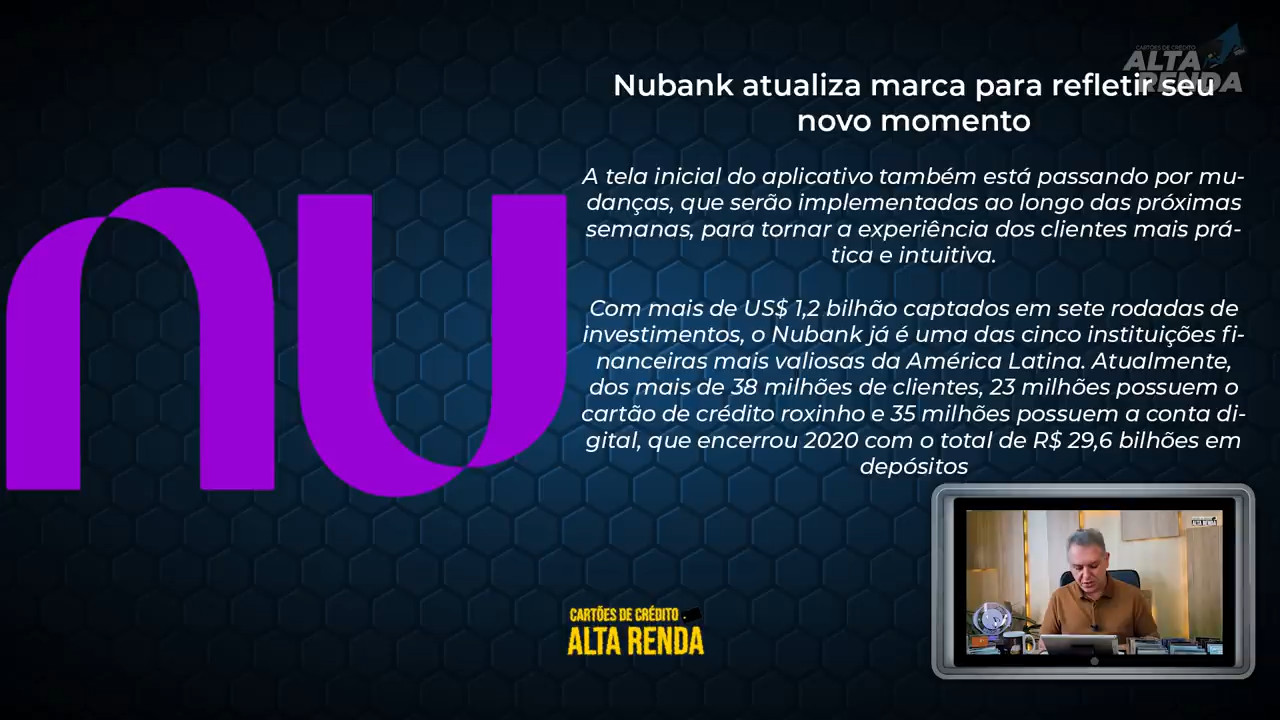 CARTÕES DE CRÉDITO
ALTA
RENDA
Nubank atualiza marca para refletir seu
novo momento
A tela inicial do aplicativo também está passando por mu-
danças, que serão implementadas ao longo das próximas
semanas, para tornar a experiência dos clientes mais prá-
tica e intuitiva.
Com mais de US$ 1,2 bilhão captados em sete rodadas de
investimentos, o Nubank já é uma das cinco instituições fi-
nanceiras mais valiosas da América Latina. Atualmente,
dos mais de 38 milhões de clientes, 23 milhões possuem o
cartão de crédito roxinho e 35 milhões possuem a conta di-
gital, que encerrou 2020 com o total de R$ 29,6 bilhões em
depósitos
nu
ALTA RENDA
CARTÕES DE CRÉDITO
ALTA RENDA